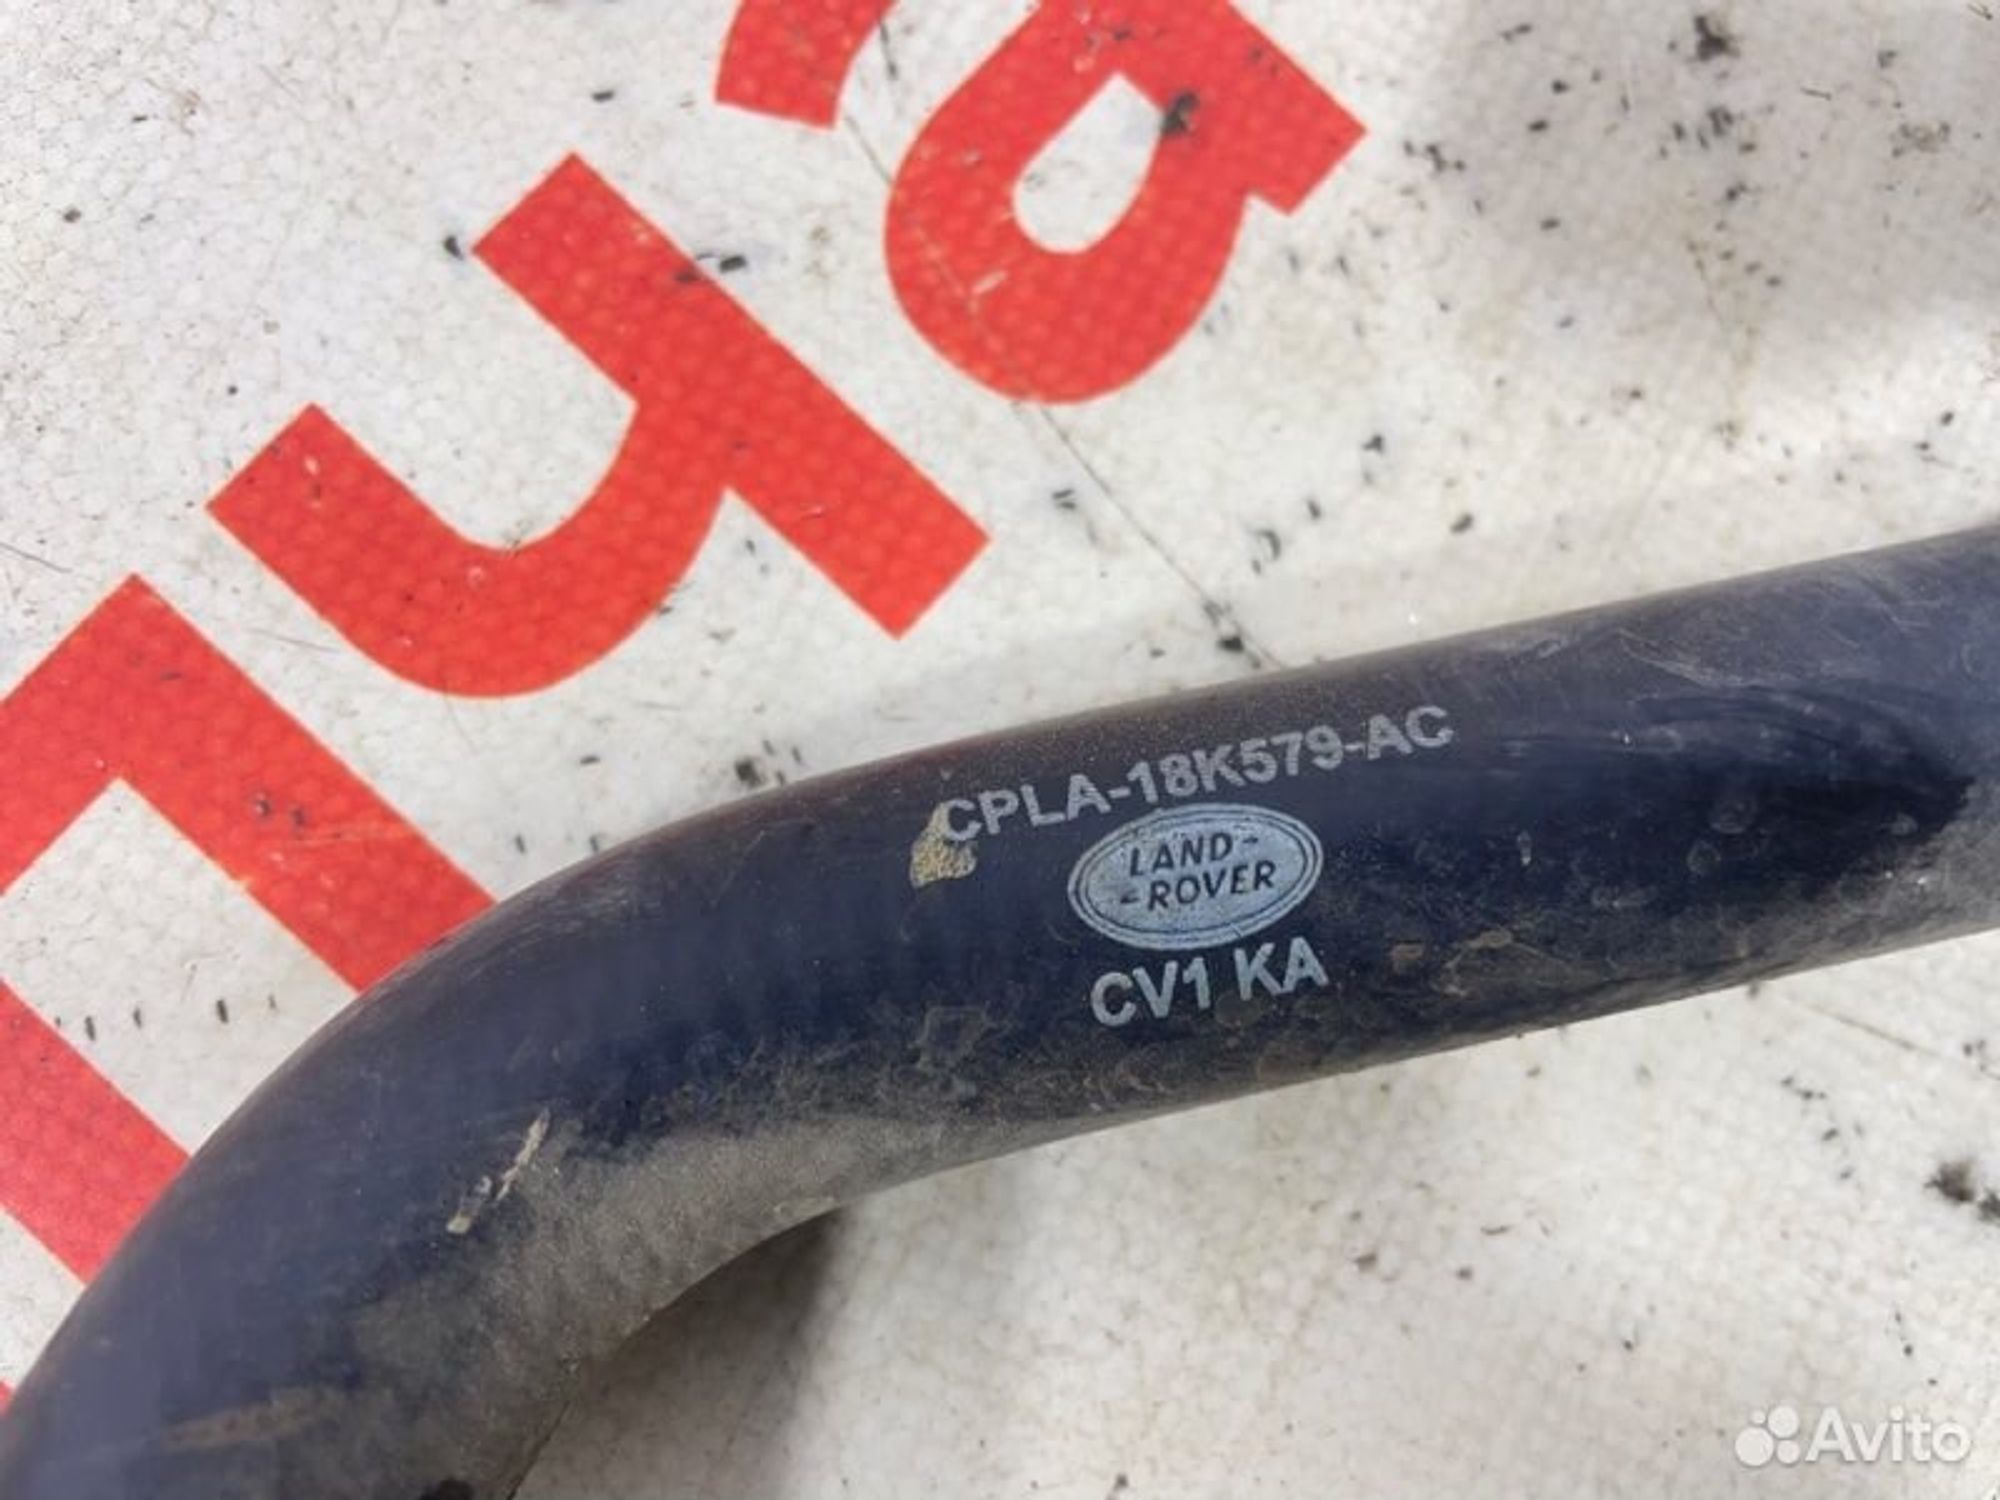 CPLA-18K579-AC
LAND-
-ROVER
CV1 KA
Avito